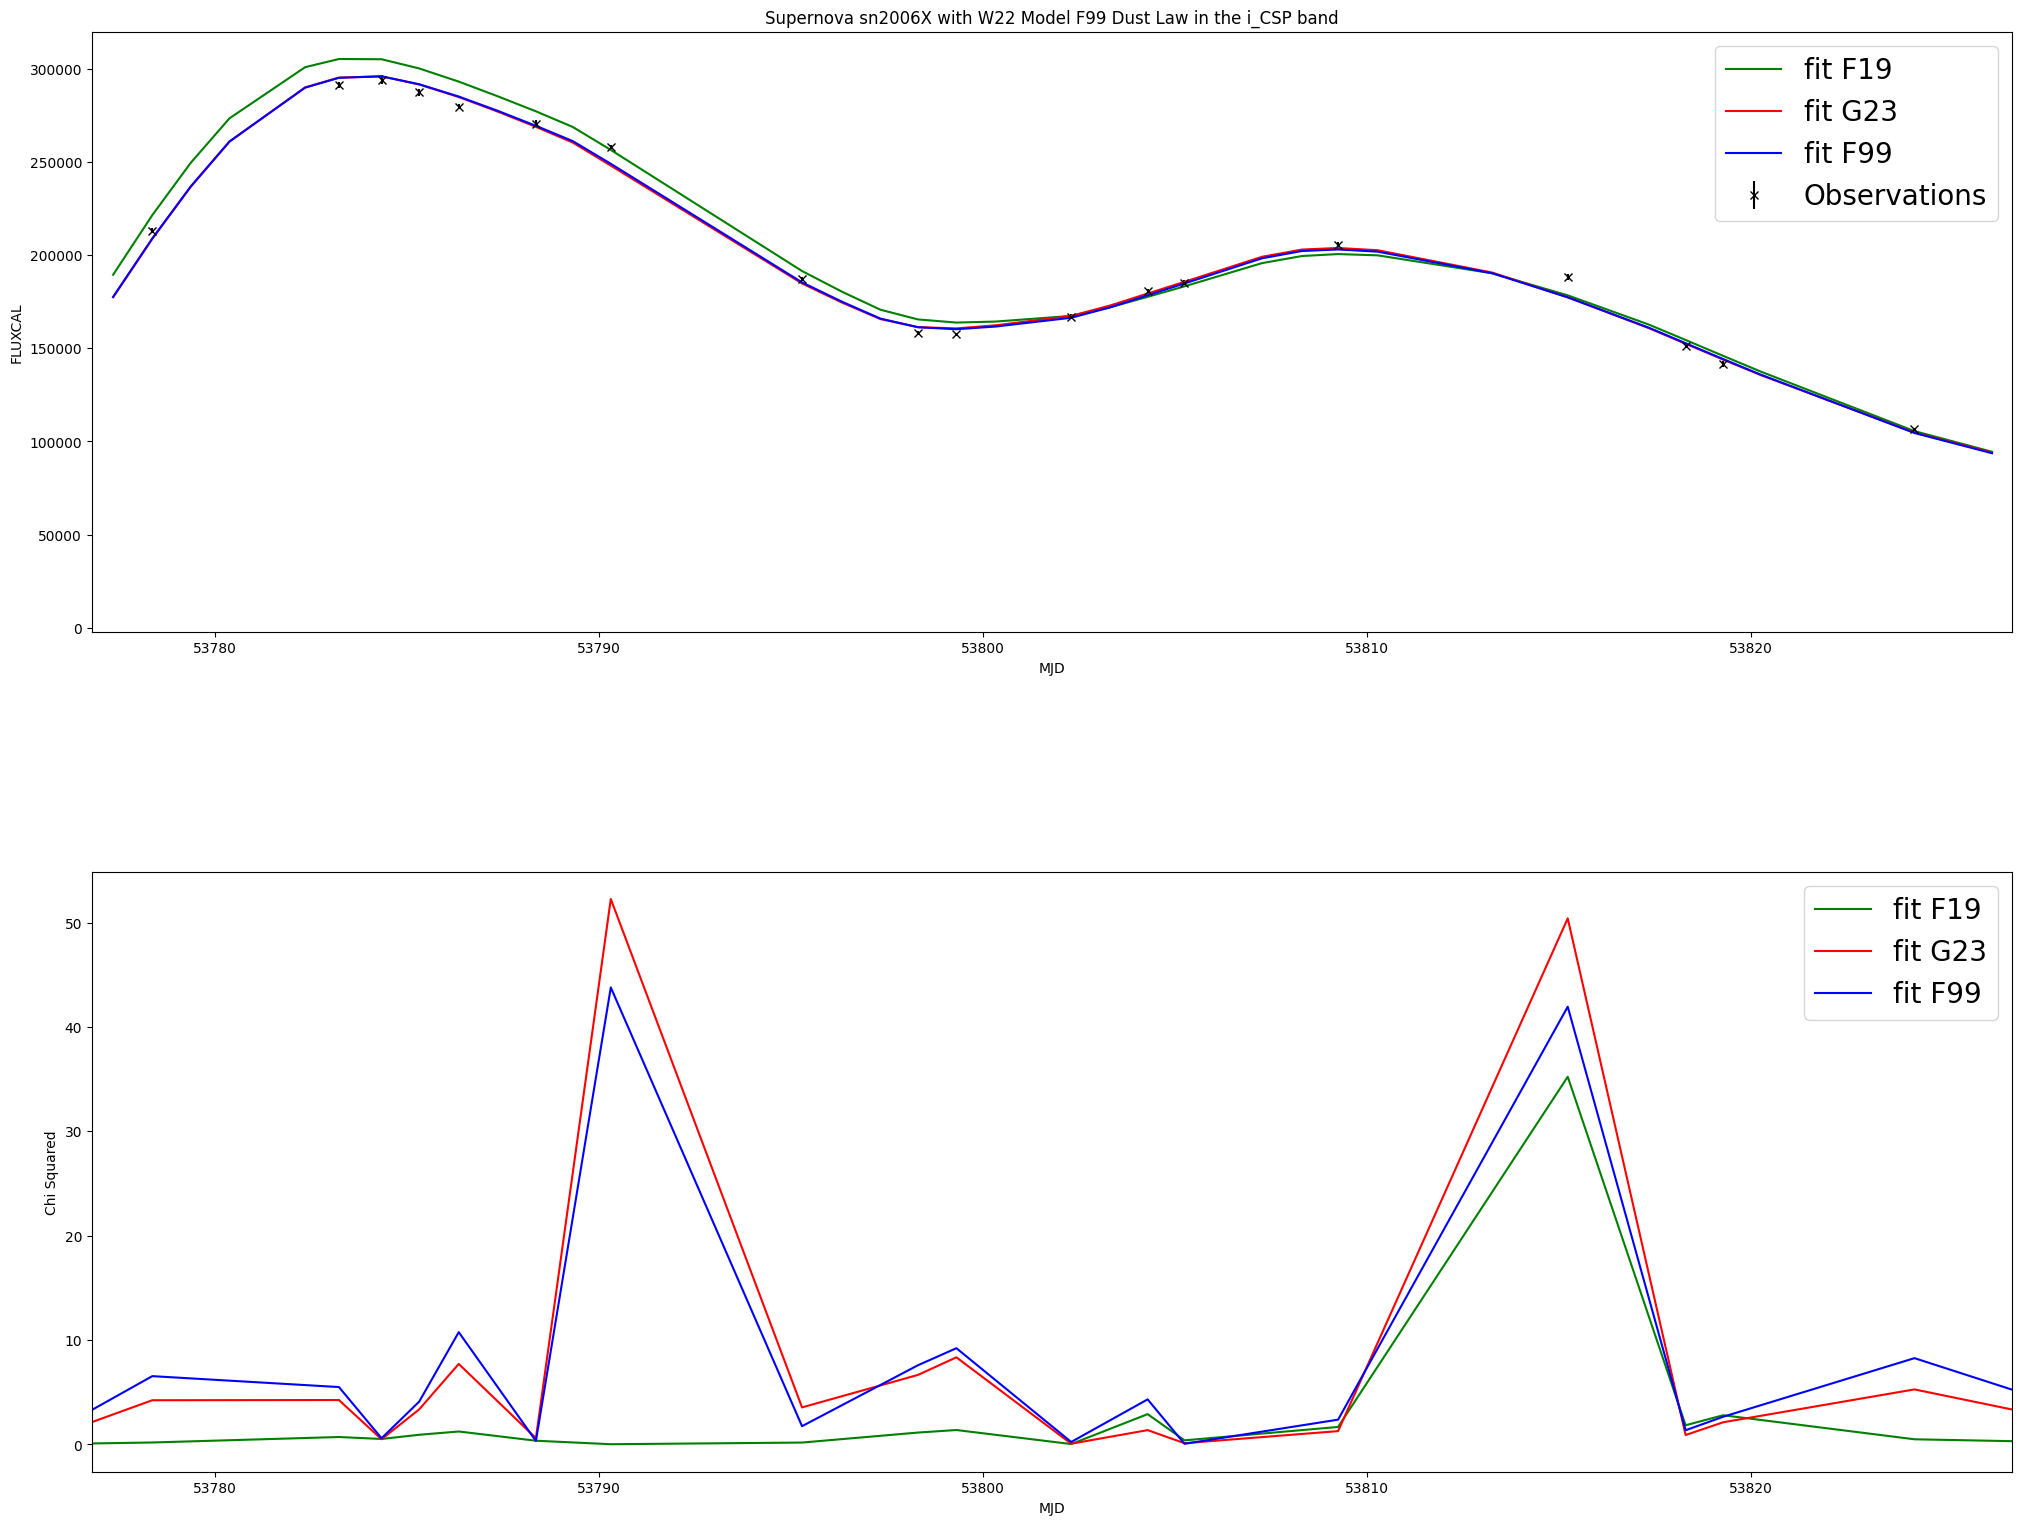 Supernova sn2006X with W22 Model F99 Dust Law in the i_CSP band
300000
250000
200000
150000
100000
50000
0
FLUXCAL
fit F19
fit G23
fit F99
Observations
53780
53790
53800
53810
53820
MJD
50
40
30
20
10
0
Chi Squared
fit F19
fit G23
fit F99
53780
53790
53800
53810
53820
MJD